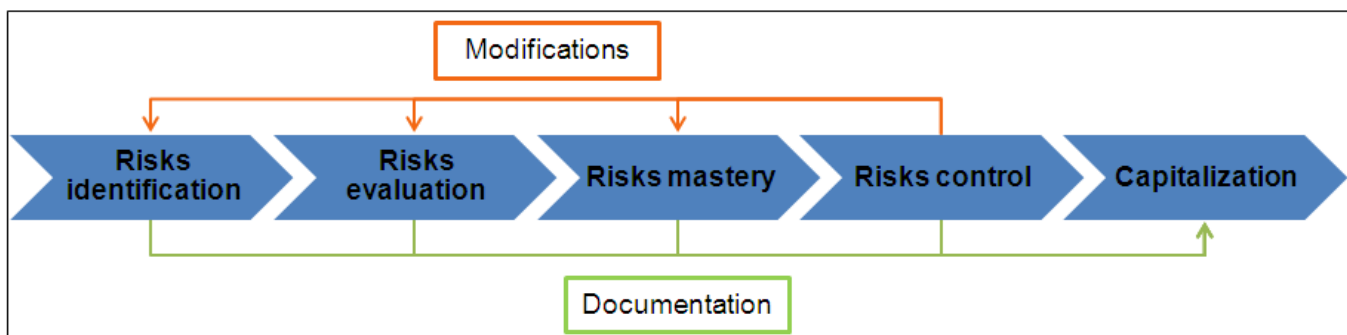 Modifications
Risks
identification
Risks
evaluation
Risks mastery
Risks control
Capitalization
Documentation